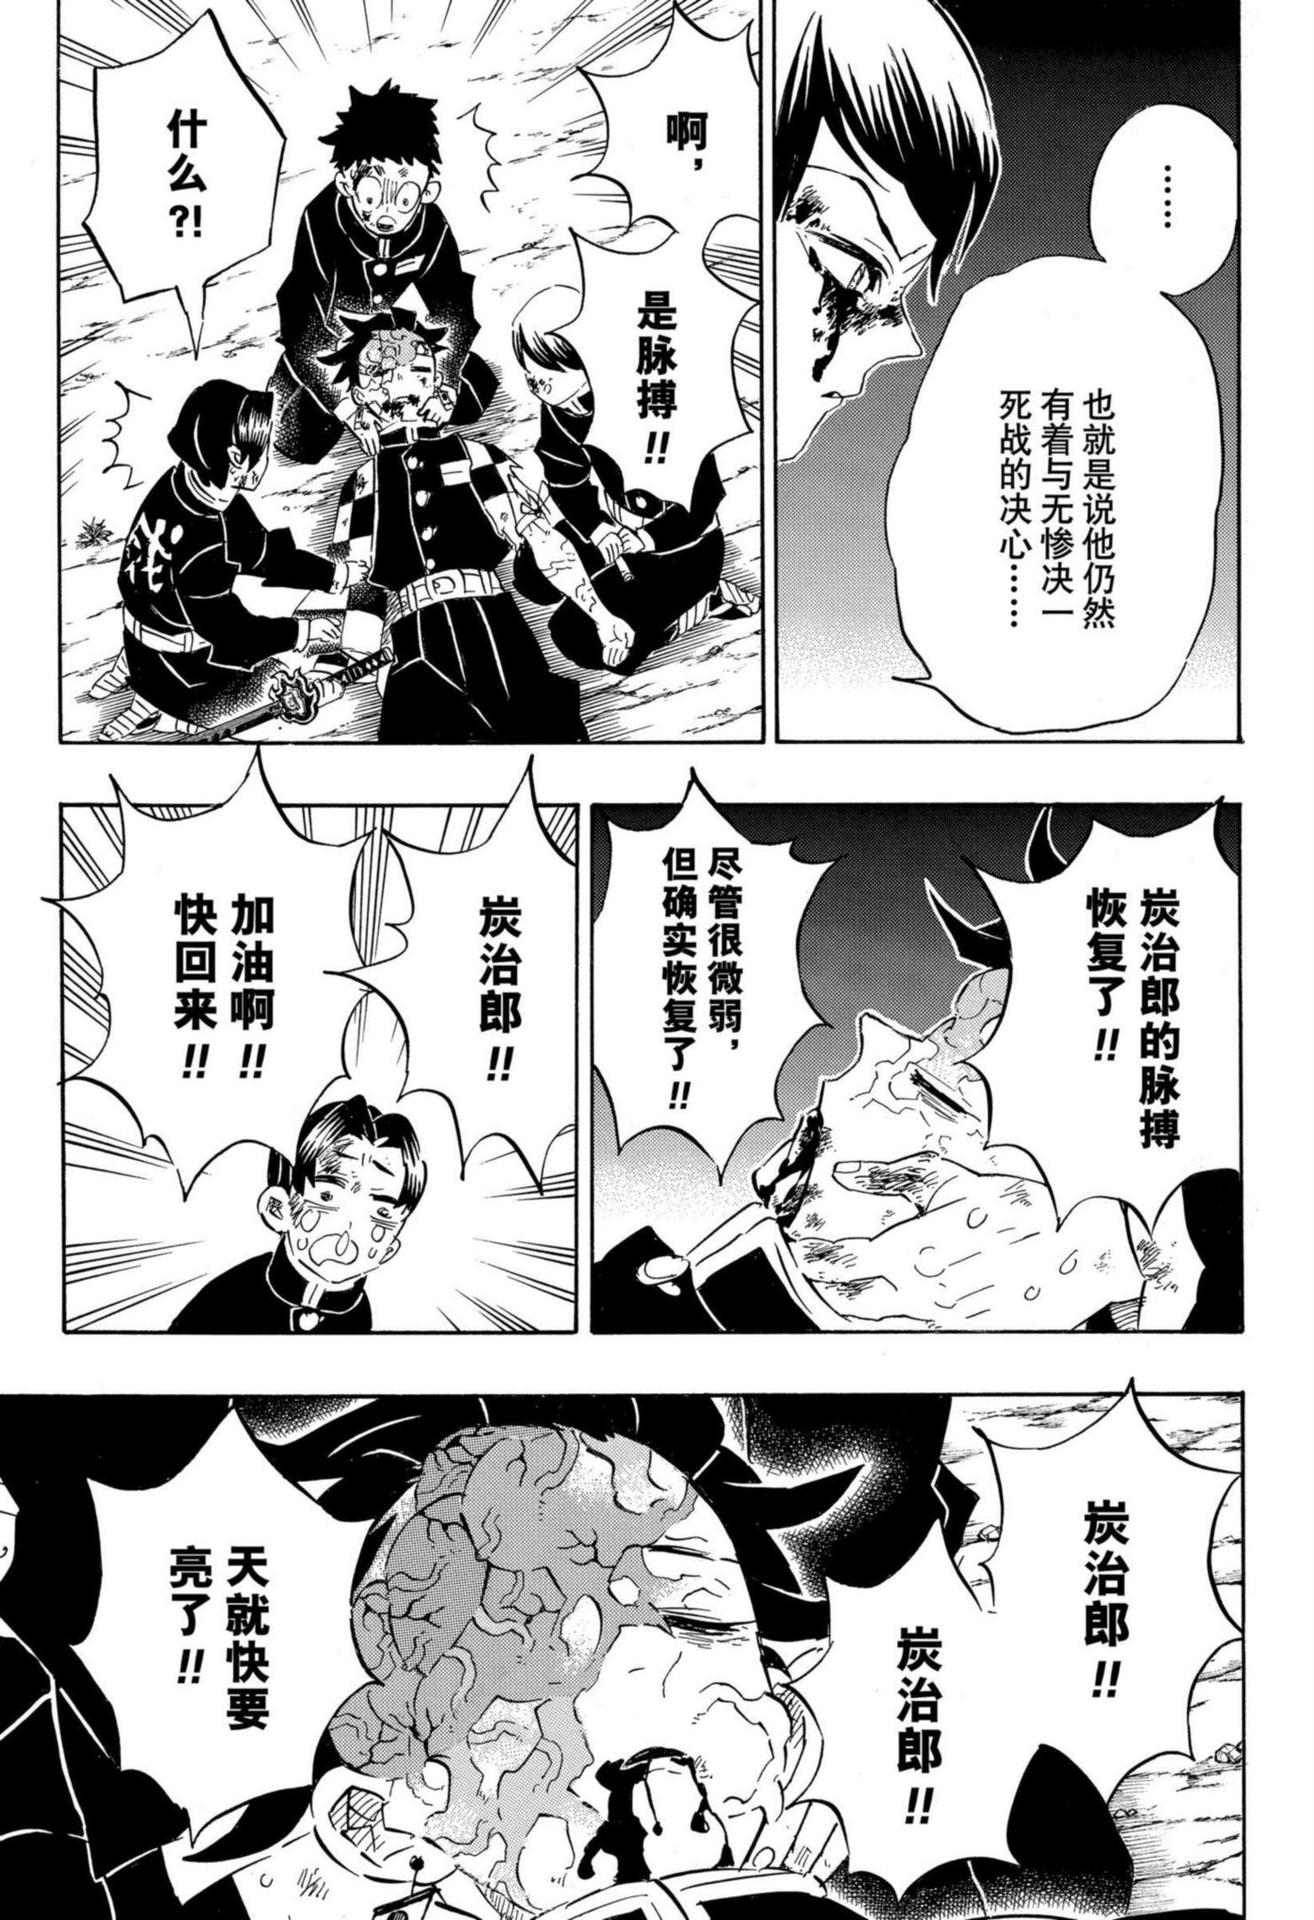 ……
也就是说他仍然
有着与无惨决一
死战的决心……
啊，
是脉搏!!
什么?!
炭治郎的脉搏
恢复了!!
尽管很微弱，
但确实恢复了!!
炭治郎!!
加油啊!!
快回来!!
炭治郎!!
炭治郎!!
天就快要
亮了!!